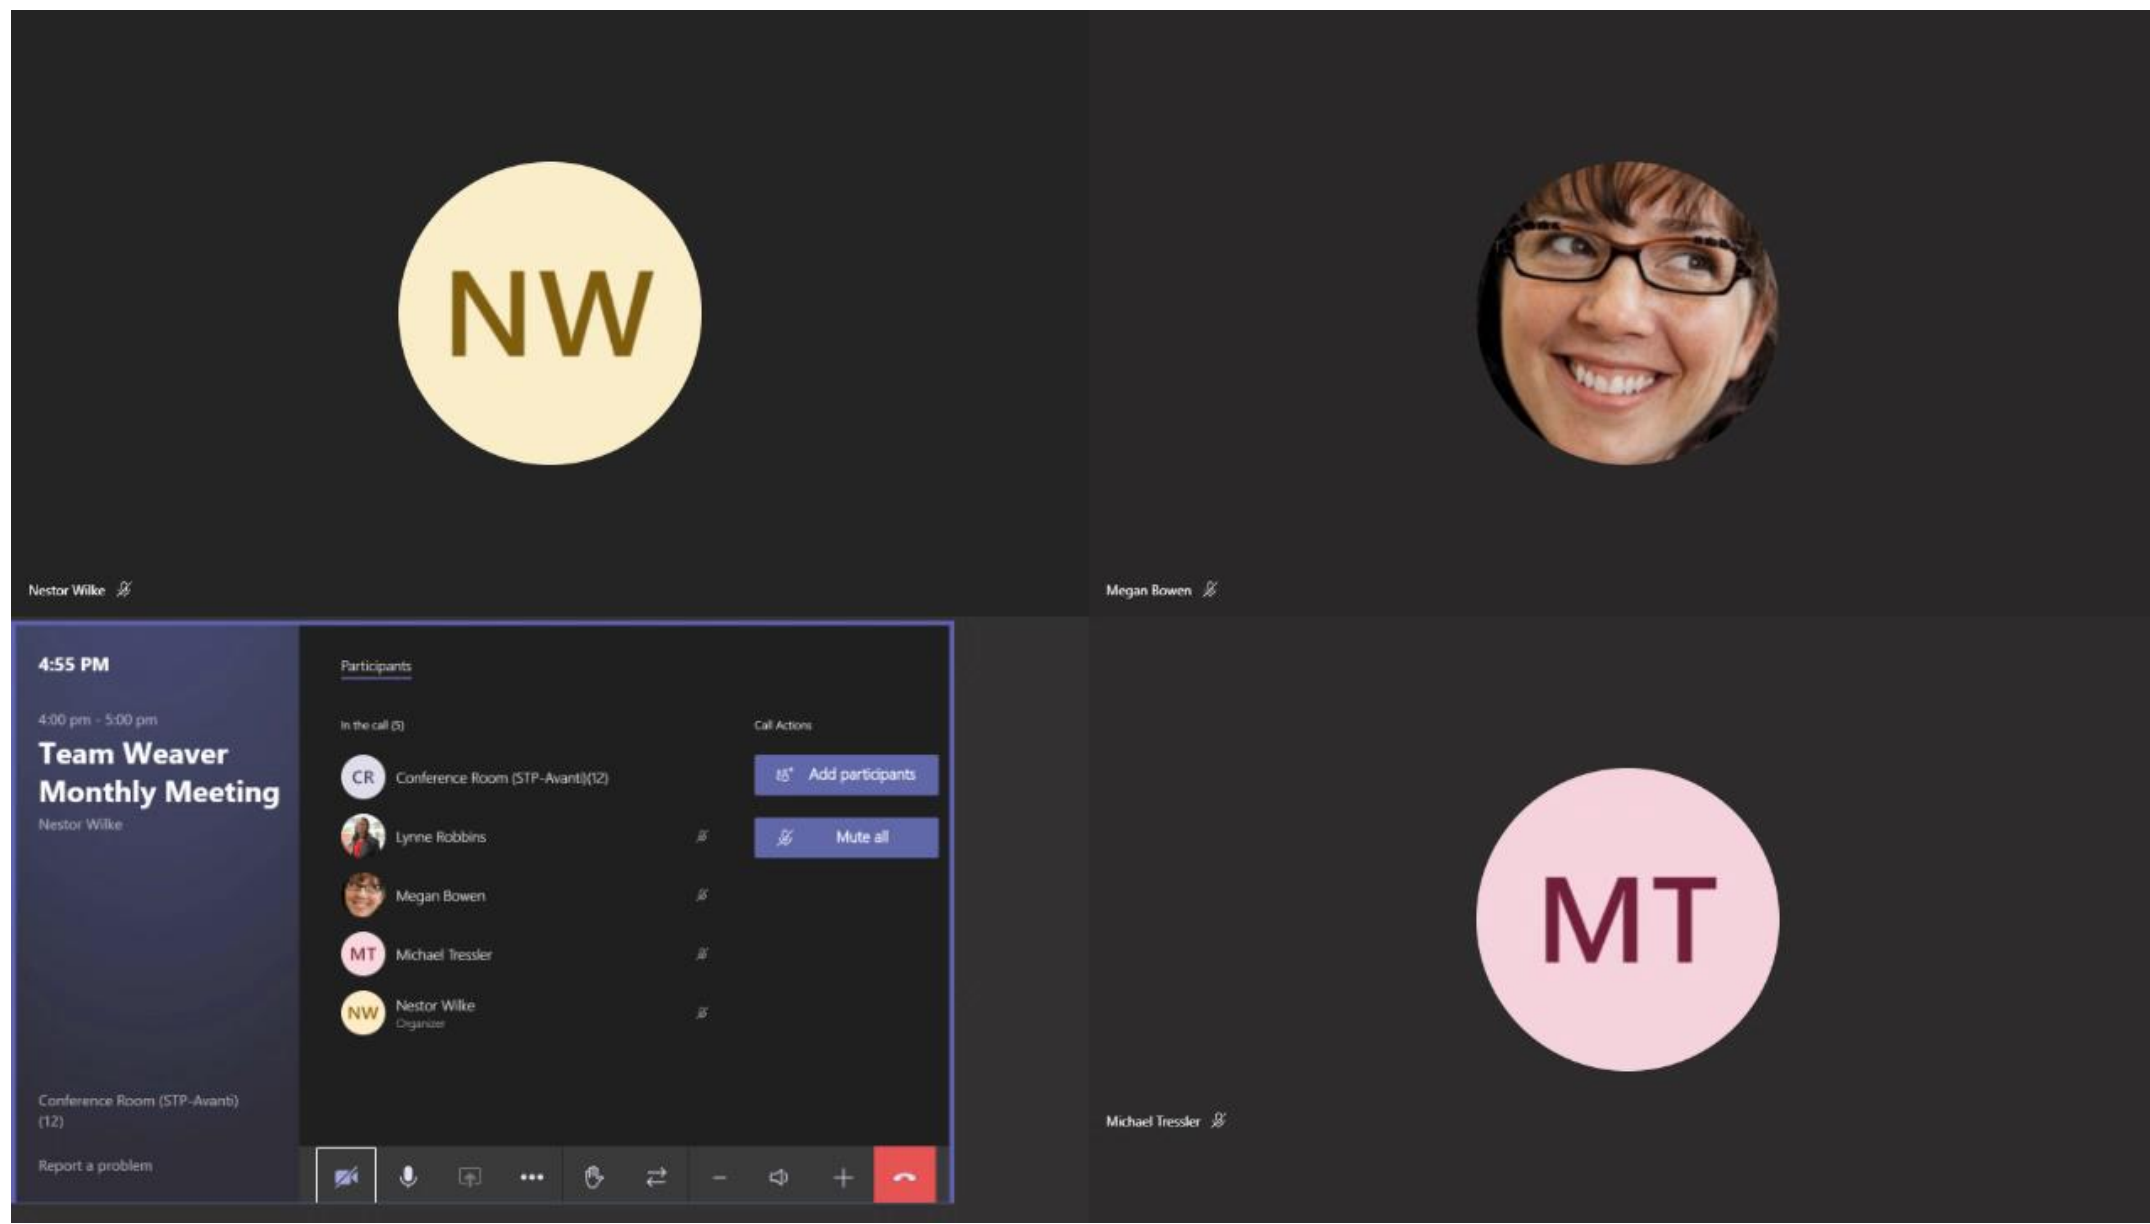 NW
Nestor Wilke
Megan Bowen
4:55 PM
4:00 pm - 5:00 pm
Team Weaver
Monthly Meeting
Nestor Wilke
Conference Room (STP-Avanti)
(12)
Report a problem
Participants
In the call (5)
CR Conference Room (STP-Avanti)(12)
Lynne Robbins
Megan Bowen
MT Michael Tressler
NW Nestor Wilke
Organizer
Call Actions
Add participants
Mute all
MT
Michael Tressler